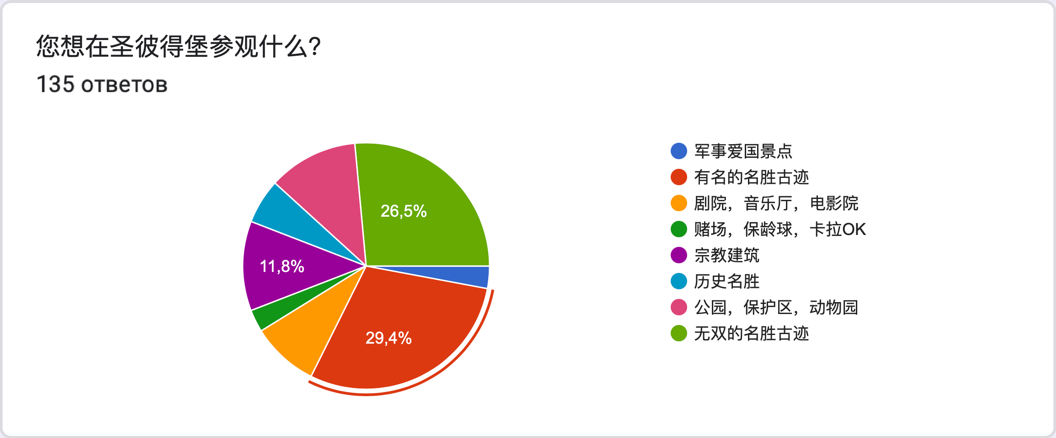 您想在圣彼得堡参观什么?
135 ответов
26,5%
11,8%
29,4%
军事爱国景点
有名的名胜古迹
剧院，音乐厅，电影院
赌场，保龄球，卡拉OK
宗教建筑
历史名胜
公园，保护区，动物园
无双的名胜古迹